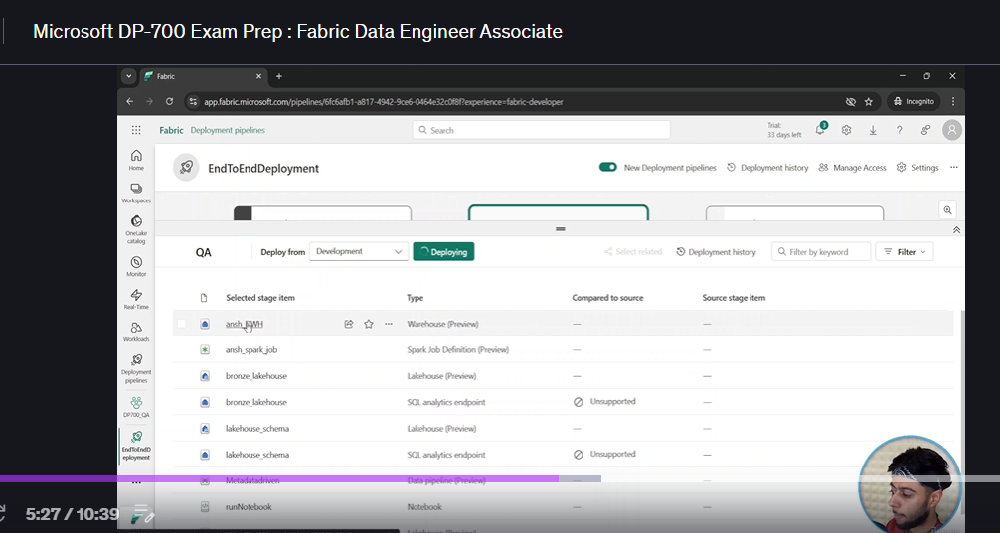 Microsoft DP-700 Exam Prep : Fabric Data Engineer Associate
Fabric
app.fabric.microsoft.com/pipelines/6fc6afb1-a817-4942-9ce6-0464e32c0f8f?experience=fabric-developer
Incognito
Fabric Deployment pipelines
Search
Trial:
33 days left
3
Home
Workspaces
OneLake
catalog
Monitor
Real-Time
Workloads
Deployment
pipelines
DP700_QA
EndToEndD
eployment
EndToEndDeployment
New Deployment pipelines
Deployment history
Manage Access
Settings
QA
Deploy from
Development
Deploying
Select related
Deployment history
Filter by keyword
Filter
Selected stage item Type Compared to source Source stage item
Warehouse (Preview) — —
ansh_spark_job Spark Job Definition (Preview) — —
bronze_lakehouse Lakehouse (Preview) — —
bronze_lakehouse SQL analytics endpoint Unsupported —
lakehouse_schema Lakehouse (Preview) — —
lakehouse_schema SQL analytics endpoint Unsupported —
Metadatadriven Data pipeline (Preview) — —
runNotebook Notebook — —
5:27 / 10:39